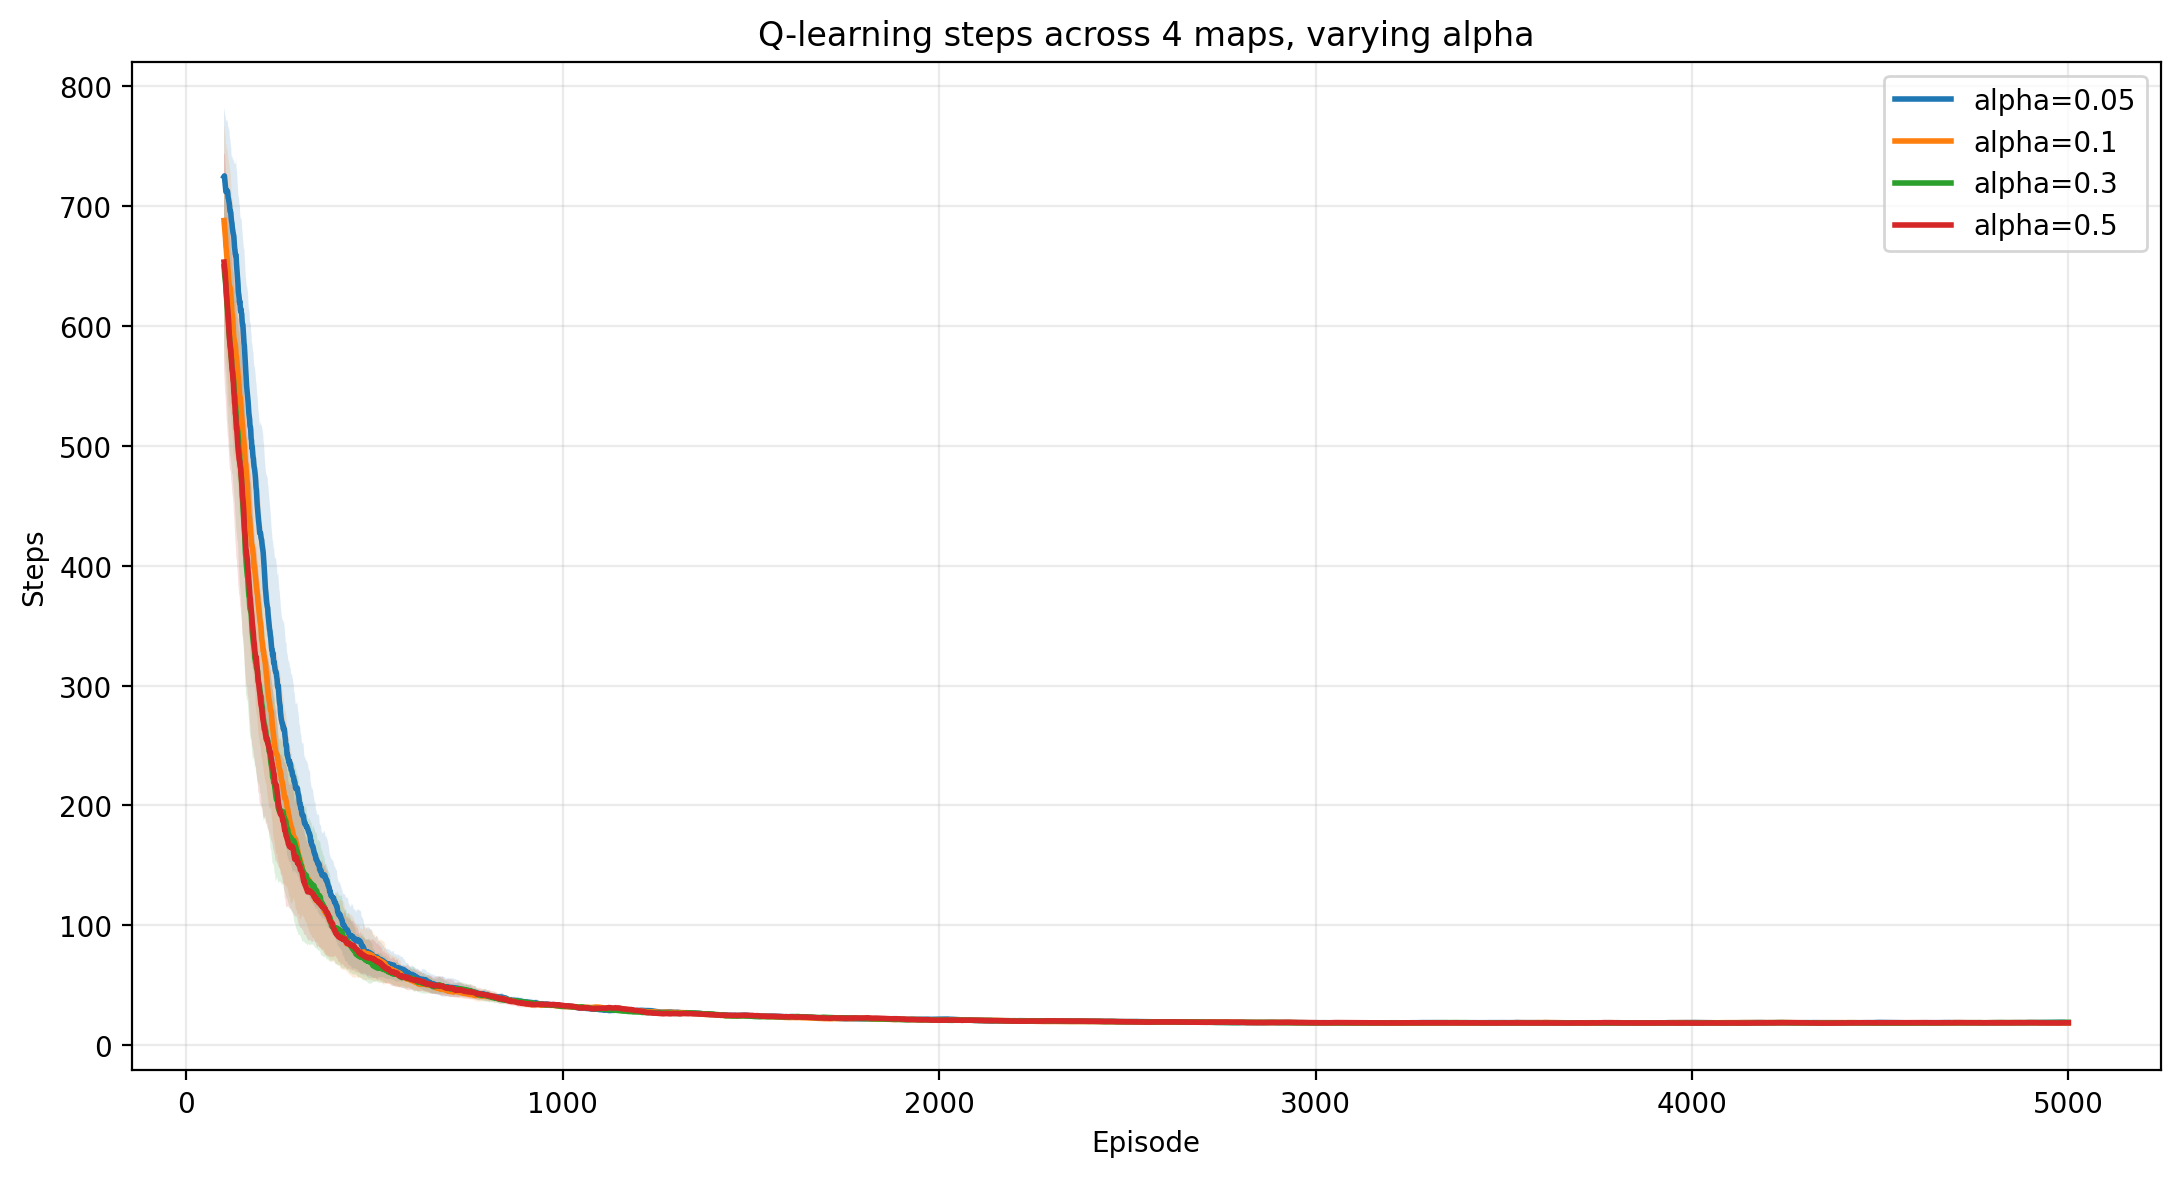 Q-learning steps across 4 maps, varying alpha
800
700
600
500
400
300
200
100
0
Steps
alpha=0.05
alpha=0.1
alpha=0.3
alpha=0.5
0
1000
2000
3000
4000
5000
Episode